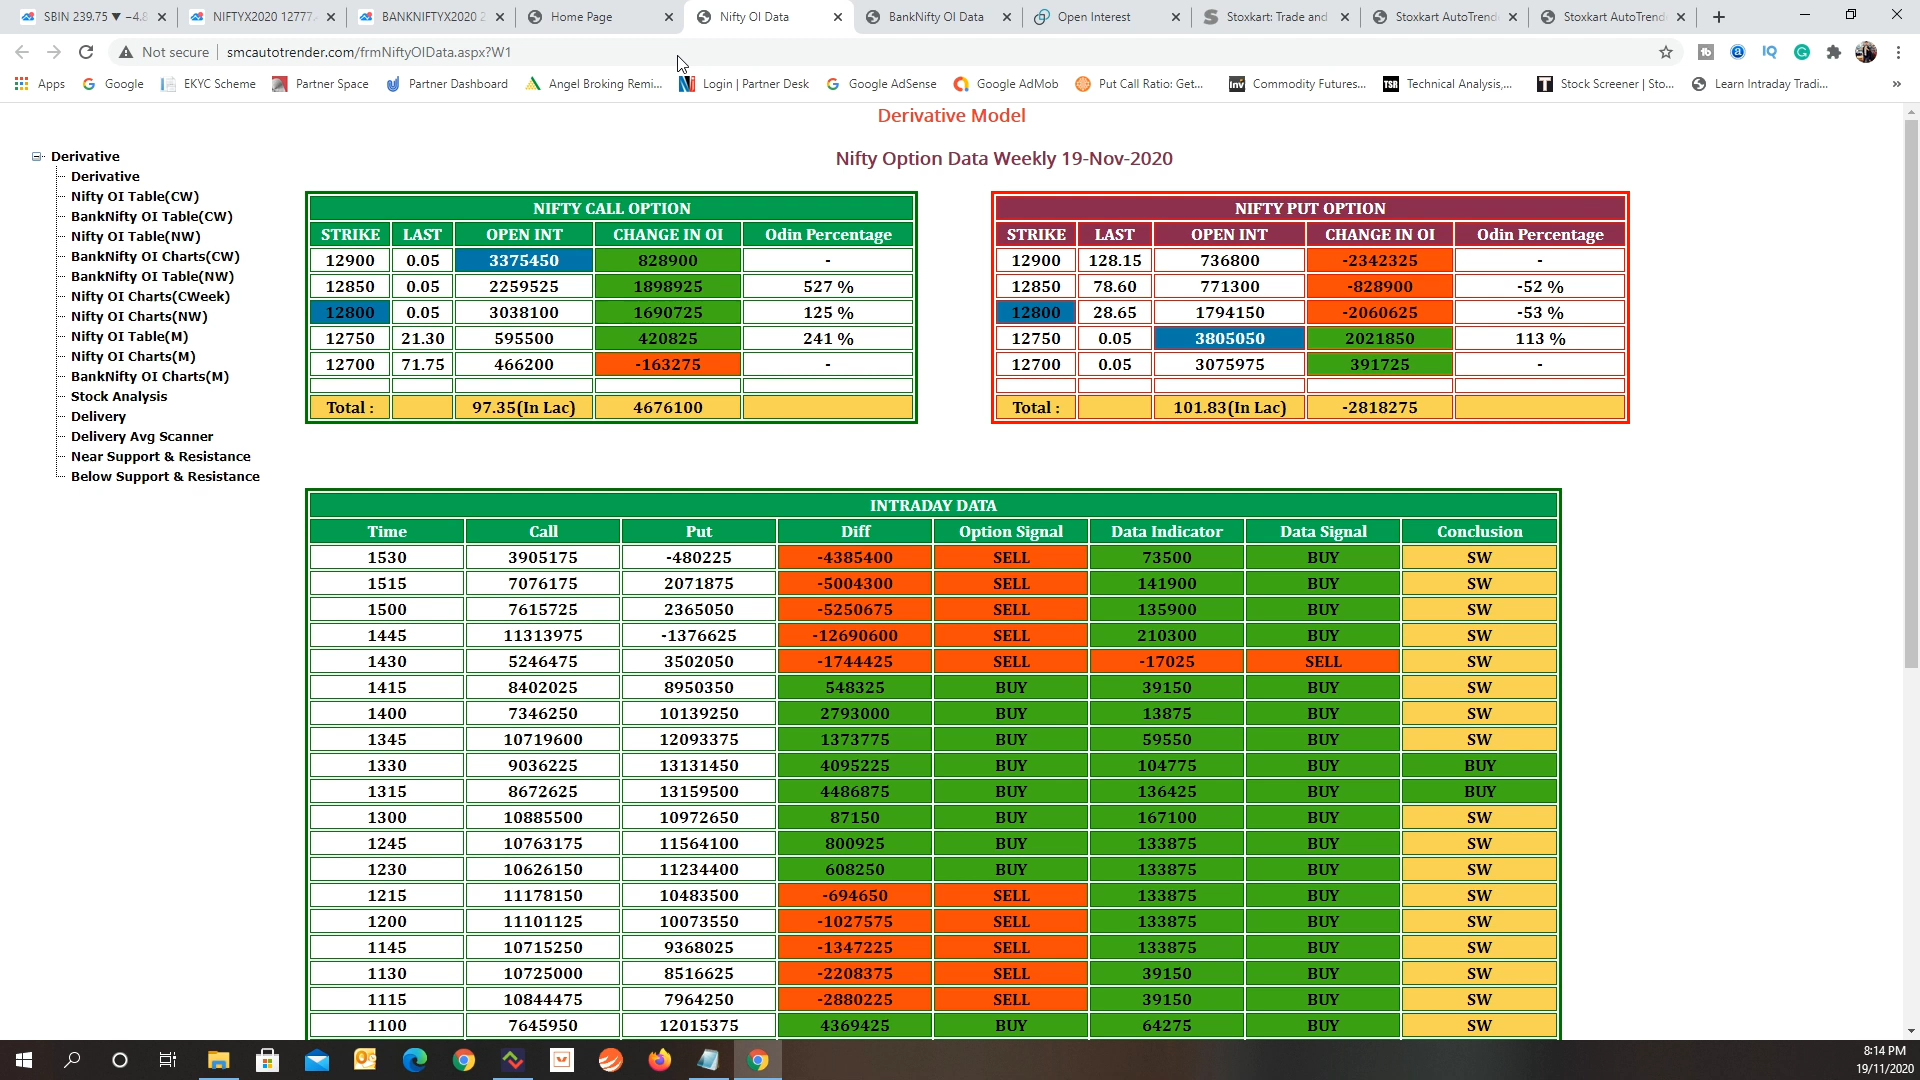 SBIN 239.75 ▼ −4.8 NIFTYX2020 12777. BANKNIFTYX2020 2 Home Page Nifty OI Data BankNifty OI Data Open Interest Stoxkart: Trade and Stoxkart AutoTrend Stoxkart AutoTrend
Not secure smcautotrender.com/frmNiftyOIData.aspx?W1
Apps Google EKYC Scheme Partner Space Partner Dashboard Angel Broking Remi... Login | Partner Desk Google AdSense Google AdMob Put Call Ratio: Get... Commodity Futures... Technical Analysis,... Stock Screener | Sto... Learn Intraday Tradi... »
Derivative Model
Derivative
Derivative
Nifty OI Table(CW)
BankNifty OI Table(CW)
Nifty OI Table(NW)
BankNifty OI Charts(CW)
BankNifty OI Table(NW)
Nifty OI Charts(CWeek)
Nifty OI Charts(NW)
Nifty OI Table(M)
Nifty OI Charts(M)
BankNifty OI Charts(M)
Stock Analysis
Delivery
Delivery Avg Scanner
Near Support & Resistance
Below Support & Resistance
Nifty Option Data Weekly 19-Nov-2020
NIFTY CALL OPTION
STRIKE LAST OPEN INT CHANGE IN OI Odin Percentage
12900 0.05 3375450 828900 -
12850 0.05 2259525 1898925 527 %
12800 0.05 3038100 1690725 125 %
12750 21.30 595500 420825 241 %
12700 71.75 466200 -163275 -
Total : 97.35(In Lac) 4676100
NIFTY PUT OPTION
STRIKE LAST OPEN INT CHANGE IN OI Odin Percentage
12900 128.15 736800 -2342325 -
12850 78.60 771300 -828900 -52 %
12800 28.65 1794150 -2060625 -53 %
12750 0.05 3805050 2021850 113 %
12700 0.05 3075975 391725 -
Total : 101.83(In Lac) -2818275
INTRADAY DATA
Time Call Put Diff Option Signal Data Indicator Data Signal Conclusion
1530 3905175 -480225 -4385400 SELL 73500 BUY SW
1515 7076175 2071875 -5004300 SELL 141900 BUY SW
1500 7615725 2365050 -5250675 SELL 135900 BUY SW
1445 11313975 -1376625 -12690600 SELL 210300 BUY SW
1430 5246475 3502050 -1744425 SELL -17025 SELL SW
1415 8402025 8950350 548325 BUY 39150 BUY SW
1400 7346250 10139250 2793000 BUY 13875 BUY SW
1345 10719600 12093375 1373775 BUY 59550 BUY SW
1330 9036225 13131450 4095225 BUY 104775 BUY BUY
1315 8672625 13159500 4486875 BUY 136425 BUY BUY
1300 10885500 10972650 87150 BUY 167100 BUY SW
1245 10763175 11564100 800925 BUY 133875 BUY SW
1230 10626150 11234400 608250 BUY 133875 BUY SW
1215 11178150 10483500 -694650 SELL 133875 BUY SW
1200 11101125 10073550 -1027575 SELL 133875 BUY SW
1145 10715250 9368025 -1347225 SELL 133875 BUY SW
1130 10725000 8516625 -2208375 SELL 39150 BUY SW
1115 10844475 7964250 -2880225 SELL 39150 BUY SW
1100 7645950 12015375 4369425 BUY 64275 BUY SW
8:14 PM
19/11/2020